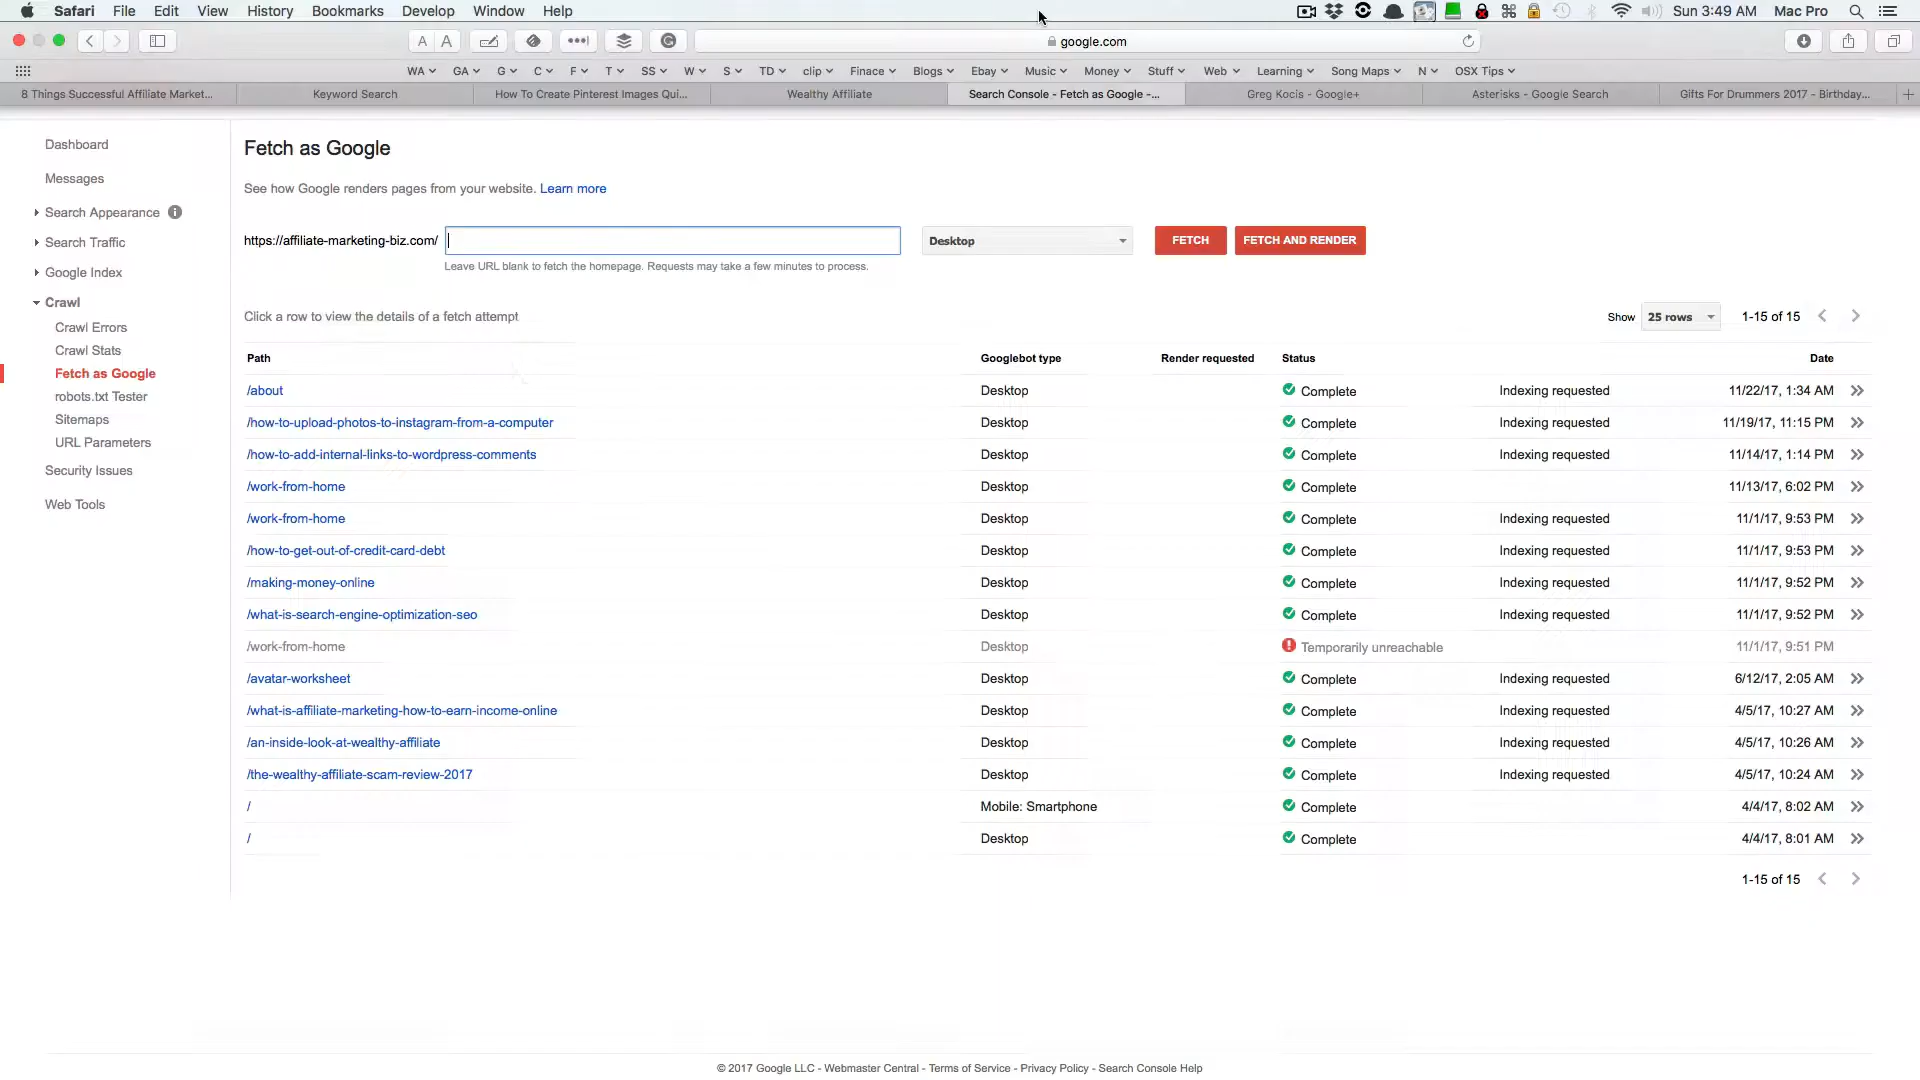 Safari File Edit View History Bookmarks Develop Window Help Sun 3:49 AM Mac Pro
A A google.com
WA GA G C F T SS W S TD clip Finace Blogs Ebay Music Money Stuff Web Learning Song Maps N OSX Tips
8 Things Successful Affiliate Market... Keyword Search How To Create Pinterest Images Qui... Wealthy Affiliate Search Console - Fetch as Google -... Greg Kocis - Google+ Asterisks - Google Search Gifts For Drummers 2017 - Birthday...
Dashboard
Messages
Search Appearance
Search Traffic
Google Index
Crawl
Crawl Errors
Crawl Stats
Fetch as Google
robots.txt Tester
Sitemaps
URL Parameters
Security Issues
Web Tools
Fetch as Google
See how Google renders pages from your website. Learn more
https://affiliate-marketing-biz.com/ Desktop FETCH FETCH AND RENDER
Leave URL blank to fetch the homepage. Requests may take a few minutes to process.
Click a row to view the details of a fetch attempt Show 25 rows 1-15 of 15
Path Googlebot type Render requested Status Date
/about Desktop Complete Indexing requested 11/22/17, 1:34 AM
/how-to-upload-photos-to-instagram-from-a-computer Desktop Complete Indexing requested 11/19/17, 11:15 PM
/how-to-add-internal-links-to-wordpress-comments Desktop Complete Indexing requested 11/14/17, 1:14 PM
/work-from-home Desktop Complete 11/13/17, 6:02 PM
/work-from-home Desktop Complete Indexing requested 11/1/17, 9:53 PM
/how-to-get-out-of-credit-card-debt Desktop Complete Indexing requested 11/1/17, 9:53 PM
/making-money-online Desktop Complete Indexing requested 11/1/17, 9:52 PM
/what-is-search-engine-optimization-seo Desktop Complete Indexing requested 11/1/17, 9:52 PM
/work-from-home Desktop Temporarily unreachable 11/1/17, 9:51 PM
/avatar-worksheet Desktop Complete Indexing requested 6/12/17, 2:05 AM
/what-is-affiliate-marketing-how-to-earn-income-online Desktop Complete Indexing requested 4/5/17, 10:27 AM
/an-inside-look-at-wealthy-affiliate Desktop Complete Indexing requested 4/5/17, 10:26 AM
/the-wealthy-affiliate-scam-review-2017 Desktop Complete Indexing requested 4/5/17, 10:24 AM
/ Mobile: Smartphone Complete 4/4/17, 8:02 AM
/ Desktop Complete 4/4/17, 8:01 AM
1-15 of 15
© 2017 Google LLC - Webmaster Central - Terms of Service - Privacy Policy - Search Console Help